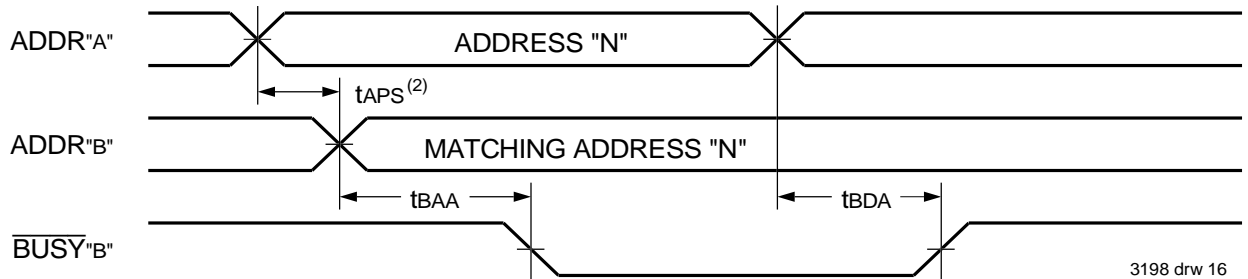 ADDR"A"
ADDRESS "N"
tAPS(2)
ADDR"B"
MATCHING ADDRESS "N"
tBAA
tBDA
BUSY"B"
3198 drw 16